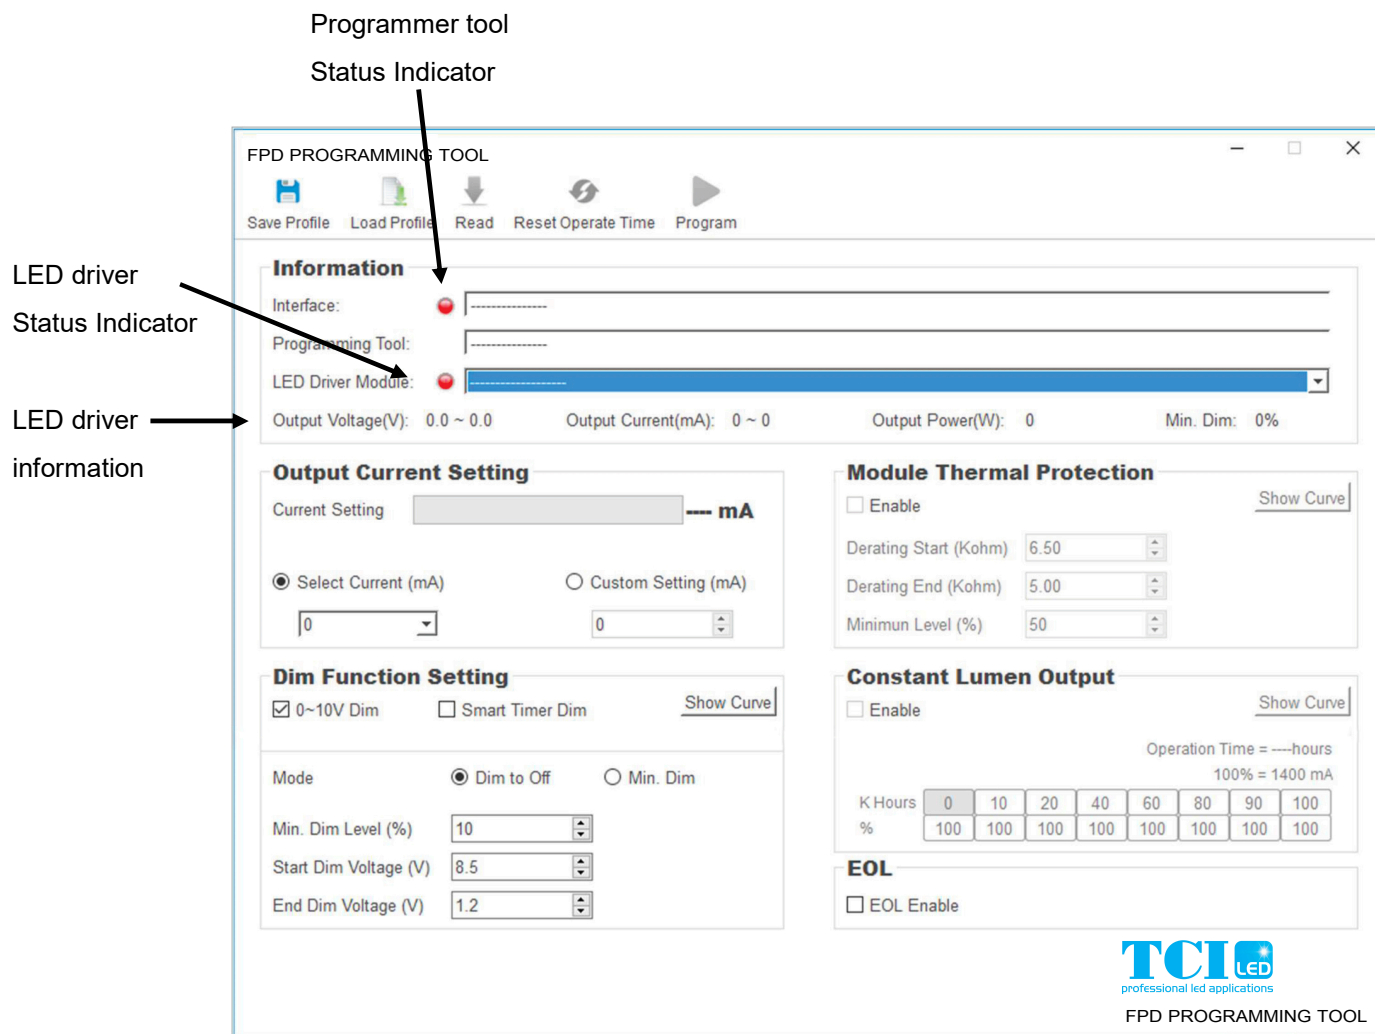 Programmer tool
Status Indicator
FPD PROGRAMMING TOOL
Save Profile Load Profile Read Reset Operate Time Program
LED driver
Status Indicator
LED driver
information
Information
Interface: ---------------
Programming Tool: ---------------
LED Driver Module: -------------------
Output Voltage(V): 0.0 ~ 0.0 Output Current(mA): 0 ~ 0 Output Power(W): 0 Min. Dim: 0%
Output Current Setting
Current Setting ---- mA
Select Current (mA) Custom Setting (mA)
0 0
Module Thermal Protection
Enable Show Curve
Derating Start (Kohm) 6.50
Derating End (Kohm) 5.00
Minimun Level (%) 50
Dim Function Setting
0~10V Dim Smart Timer Dim Show Curve
Mode Dim to Off Min. Dim
Min. Dim Level (%) 10
Start Dim Voltage (V) 8.5
End Dim Voltage (V) 1.2
Constant Lumen Output
Enable Show Curve
Operation Time = ----hours
100% = 1400 mA
K Hours 0 10 20 40 60 80 90 100
% 100 100 100 100 100 100 100 100
EOL
EOL Enable
TCI LED
professional led applications
FPD PROGRAMMING TOOL